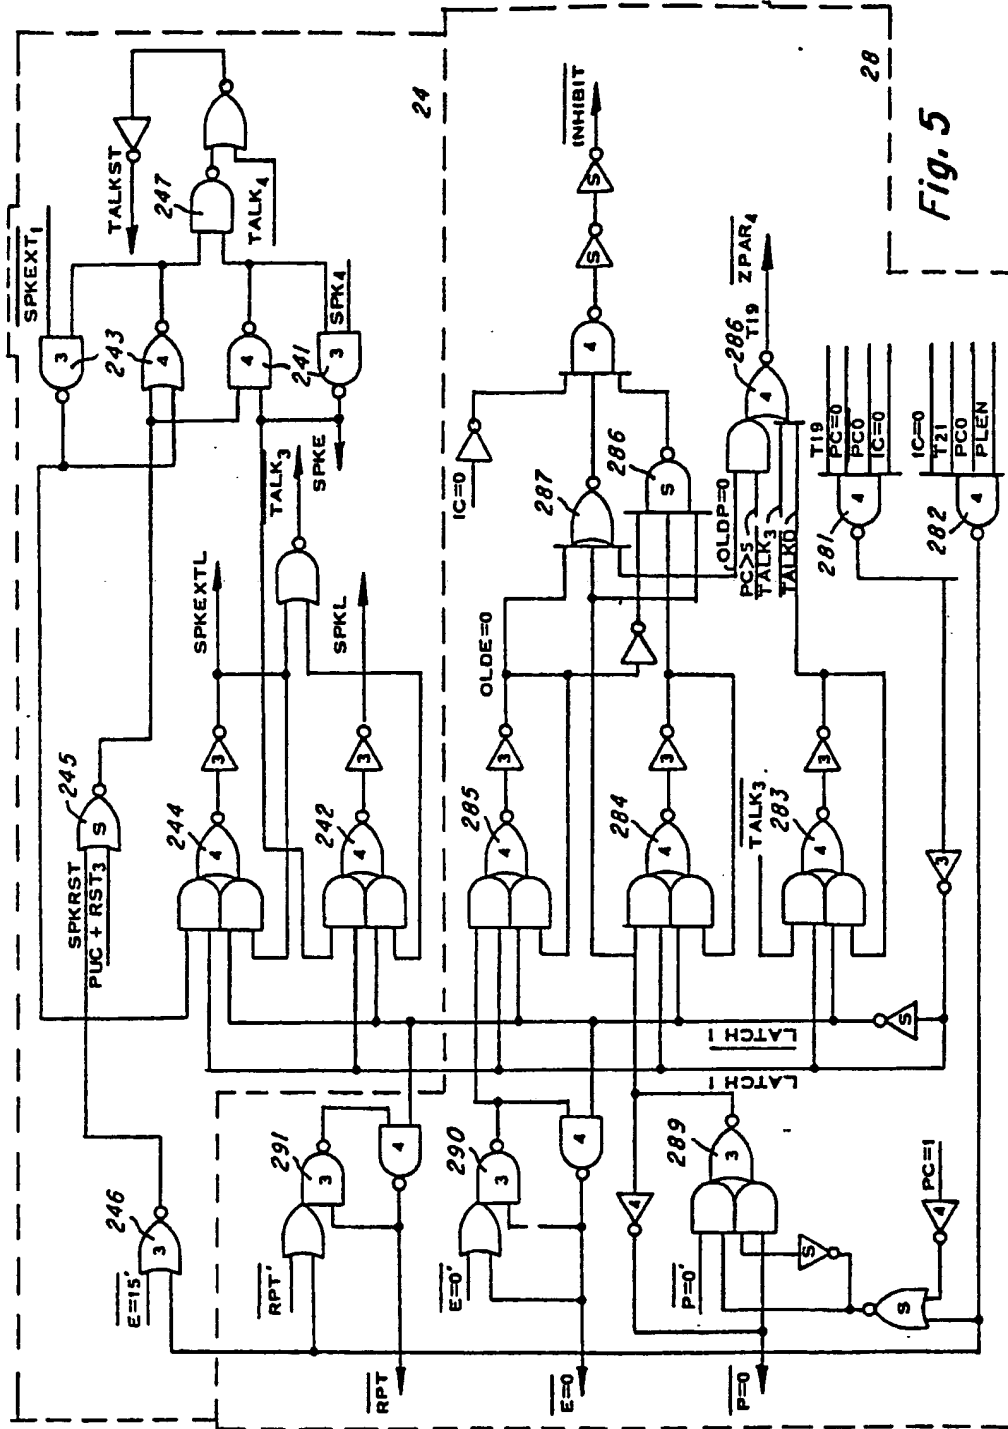 SPKEXT1
TALKST
243
3
4
247
TALK4
4
241
3
SPK4
TALK3
SPKE
24
28
245
S
SPKRST
PUC + RST3
SPKEXTL
SPKL
244
4
3
242
4
3
246
3
E=15'
INHIBIT
S
S
4
IC=0
287
286
S
ZPAR4
T19
286
4
OLDP=0
PC>5
TALK3
TALKD
OLDE=0
285
4
3
284
4
3
TALK3
283
4
3
T19
PC=0
PC0
IC=0
281
4
IC=0
T21
PC0
PLEN
282
4
3
S
LATCH 1
LATCH 1
291
3
4
RPT'
RPT
290
3
4
E=0'
E=0
289
3
4
P=0'
P=0
S
S
4
PC=1
Fig. 5